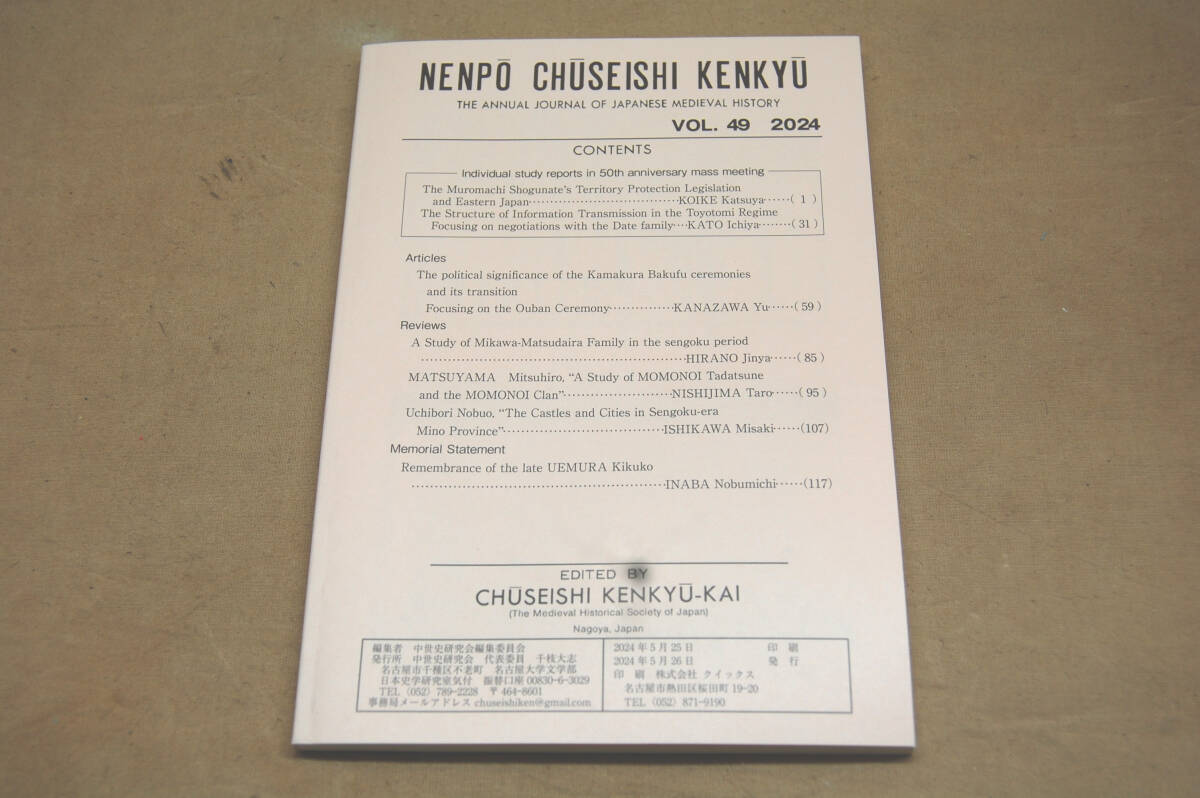 NENPŌ CHŪSEISHI KENKYŪ
THE ANNUAL JOURNAL OF JAPANESE MEDIEVAL HISTORY
VOL. 49 2024
CONTENTS
Individual study reports in 50th anniversary mass meeting
The Muromachi Shogunate's Territory Protection Legislation
and Eastern Japan……………………………KOIKE Katsuya……( 1 )
The Structure of Information Transmission in the Toyotomi Regime
Focusing on negotiations with the Date family…KATO Ichiya……(31)
Articles
The political significance of the Kamakura Bakufu ceremonies
and its transition
Focusing on the Ouban Ceremony……………KANAZAWA Yu……(59)
Reviews
A Study of Mikawa-Matsudaira Family in the sengoku period
……………………………………………………HIRANO Jinya……(85)
MATSUYAMA Mitsuhiro, "A Study of MOMONOI Tadatsune
and the MOMONOI Clan"……………………NISHIJIMA Taro……(95)
Uchibori Nobuo, "The Castles and Cities in Sengoku-era
Mino Province"………………………………ISHIKAWA Misaki……(107)
Memorial Statement
Remembrance of the late UEMURA Kikuko
……………………………………………………INABA Nobumichi……(117)
EDITED BY
CHŪSEISHI KENKYŪ-KAI
(The Medieval Historical Society of Japan)
Nagoya, Japan
編集者 中世史研究会編集委員会
発行所 中世史研究会 代表委員 千枝大志
名古屋市千種区不老町 名古屋大学文学部
日本史学研究室気付 振替口座00830-6-3029
TEL (052) 789-2228 〒464-8601
事務局メールアドレス chuseishiken@gmail.com
2024年5月25日 印刷
2024年5月26日 発行
印刷 株式会社 クイックス
名古屋市熱田区桜田町19-20
TEL (052) 871-9190